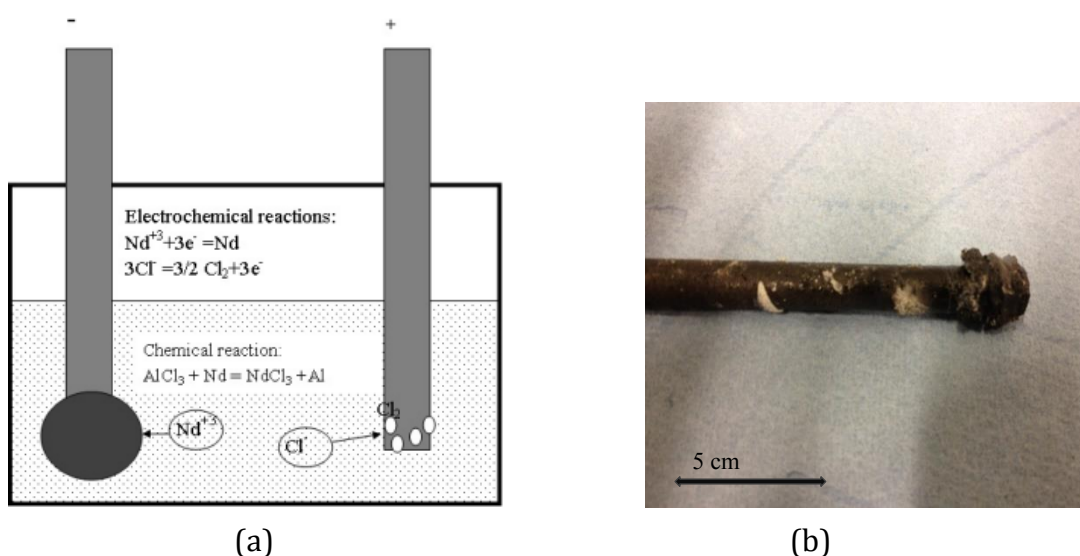 - +
Electrochemical reactions:
Nd⁺³+3e⁻ =Nd
3Cl⁻ =3/2 Cl₂+3e⁻
Chemical reaction:
AlCl₃ + Nd = NdCl₃ + Al
Cl₂
Nd⁺³
Cl⁻
5 cm
(a) (b)